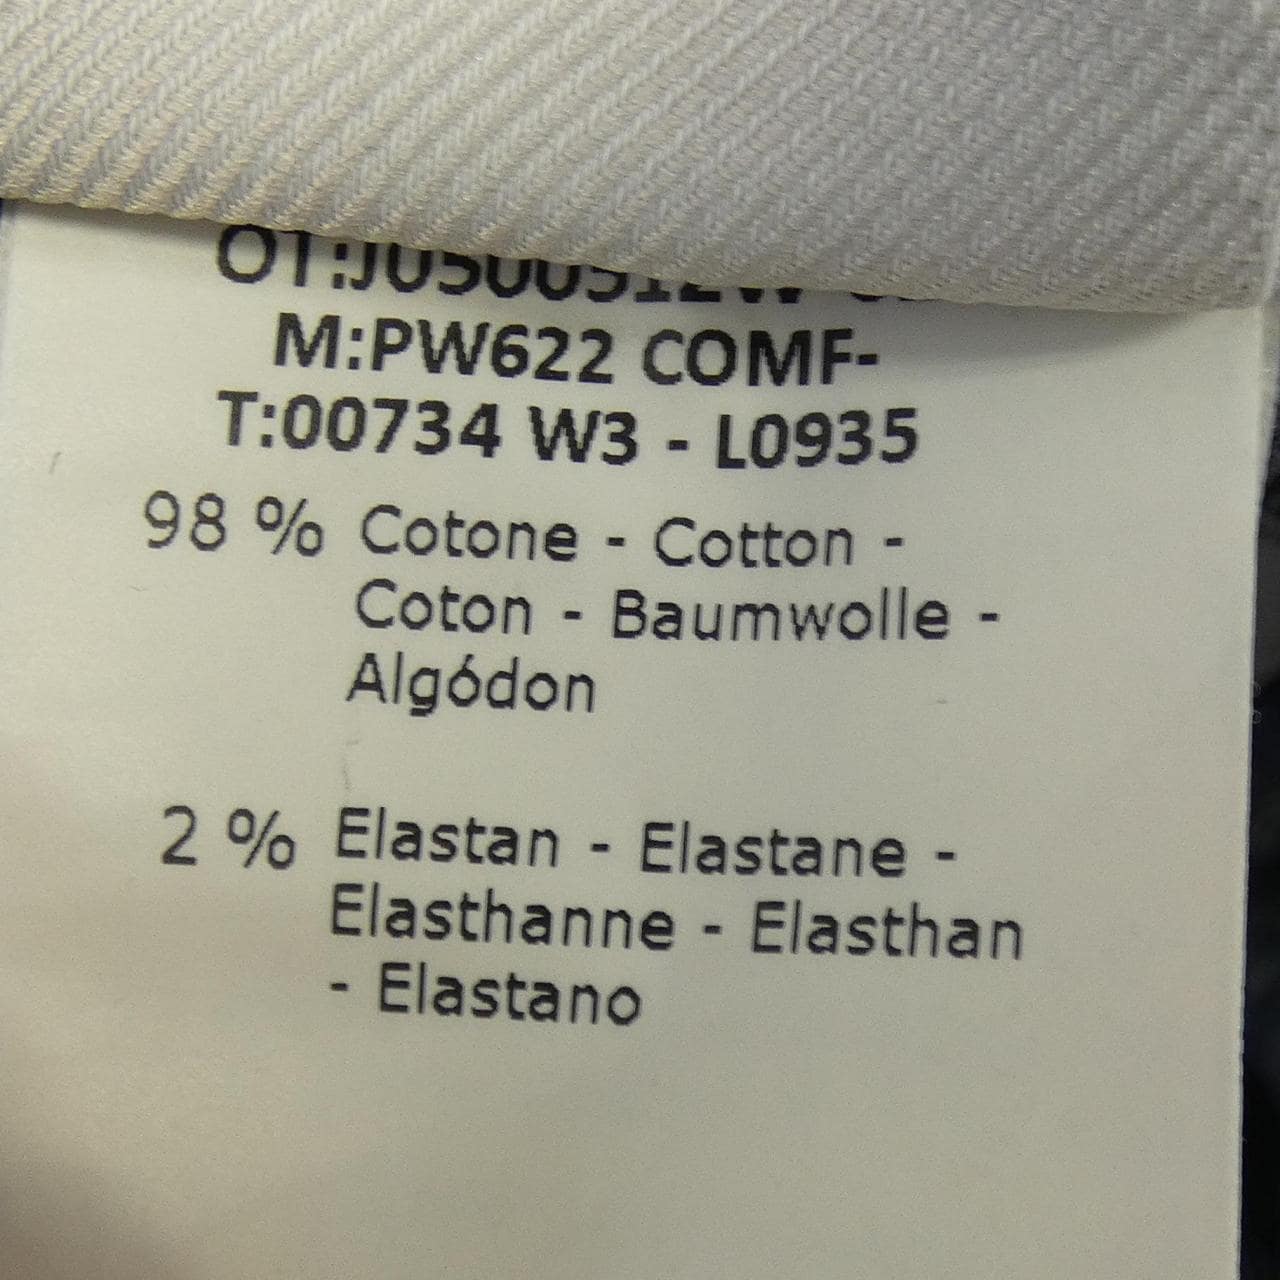 M:PW622 COMF-
T:00734 W3 - L0935
98 % Cotone - Cotton -
Coton - Baumwolle -
Algódon
2 % Elastan - Elastane -
Elasthanne - Elasthan
- Elastano